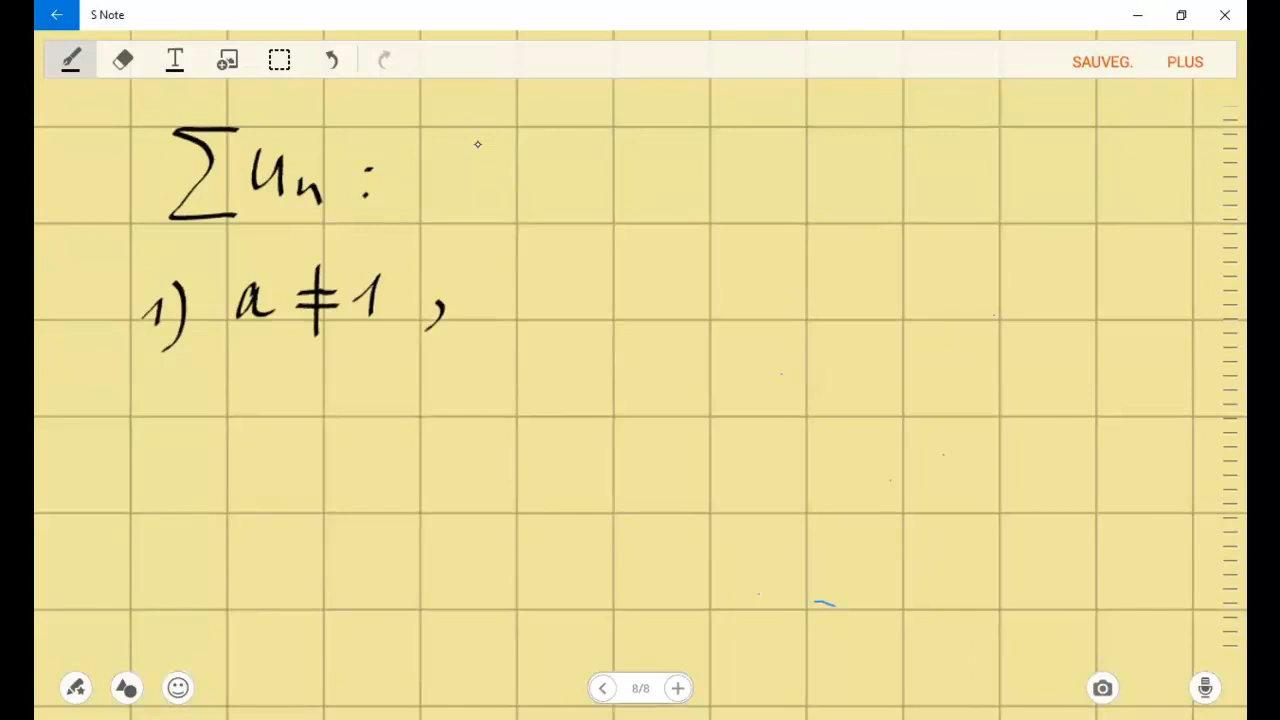 S Note
T
SAUVEG. PLUS
∑ Un :
1) a ≠ 1 ,
8/8